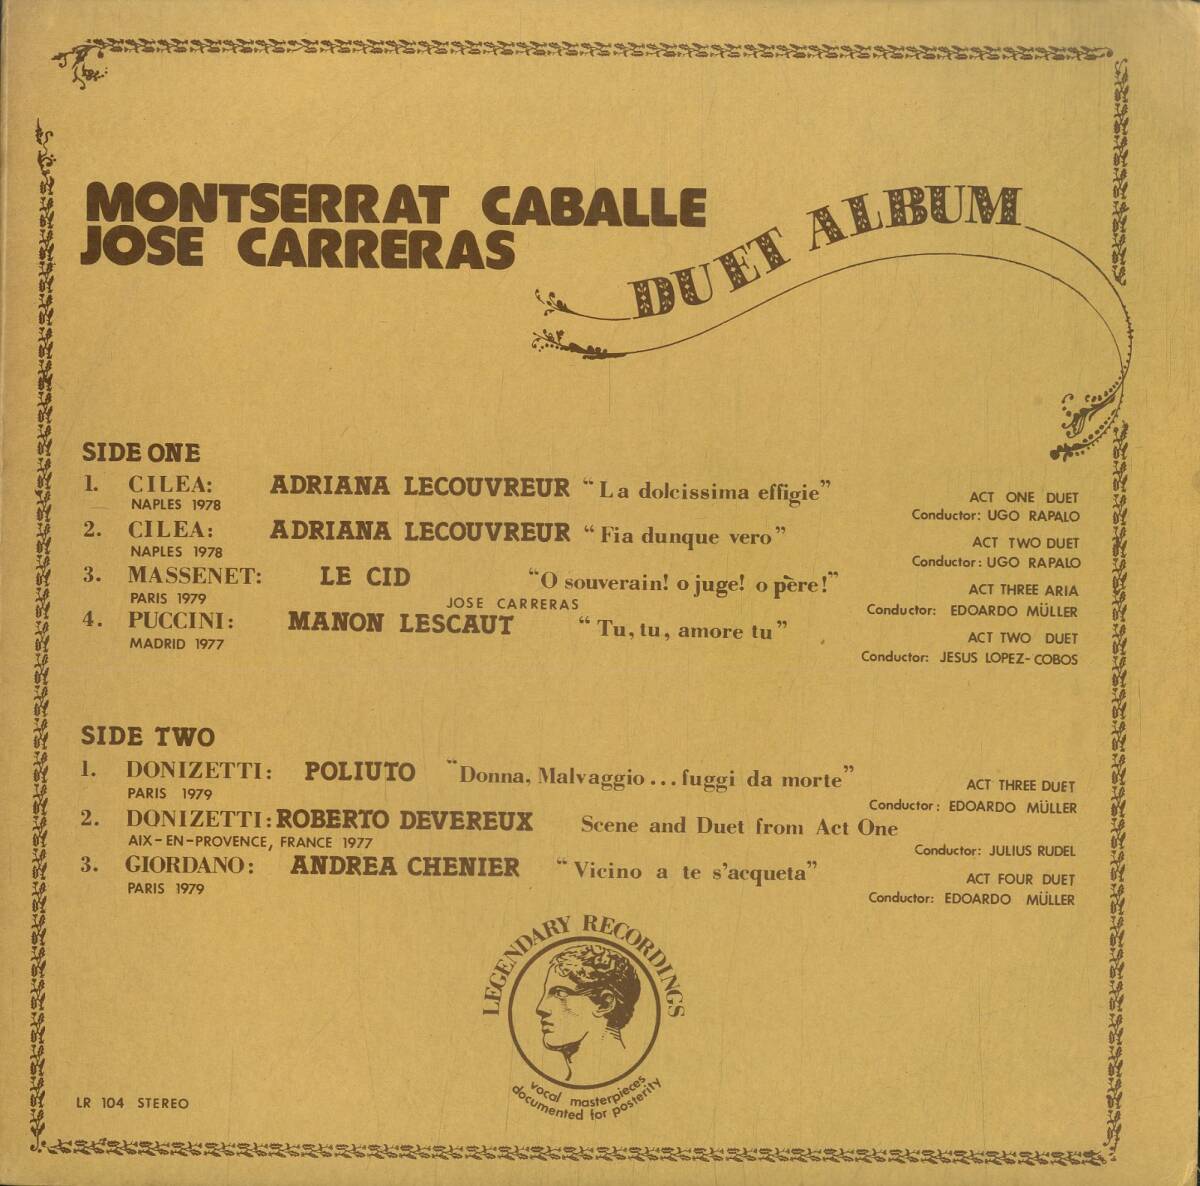 MONTSERRAT CABALLE
JOSE CARRERAS
DUET ALBUM
SIDE ONE
1. CILEA: ADRIANA LECOUVREUR "La dolcissima effigie"
NAPLES 1978
ACT ONE DUET
Conductor: UGO RAPALO
2. CILEA: ADRIANA LECOUVREUR "Fia dunque vero"
NAPLES 1978
ACT TWO DUET
Conductor: UGO RAPALO
3. MASSENET: LE CID "O souverain! o juge! o père!"
PARIS 1979
JOSE CARRERAS
ACT THREE ARIA
Conductor: EDOARDO MÜLLER
4. PUCCINI: MANON LESCAUT "Tu, tu, amore tu"
MADRID 1977
ACT TWO DUET
Conductor: JESUS LOPEZ-COBOS
SIDE TWO
1. DONIZETTI: POLIUTO "Donna, Malvaggio...fuggi da morte"
PARIS 1979
ACT THREE DUET
Conductor: EDOARDO MÜLLER
2. DONIZETTI: ROBERTO DEVEREUX Scene and Duet from Act One
AIX-EN-PROVENCE, FRANCE 1977
Conductor: JULIUS RUDEL
3. GIORDANO: ANDREA CHENIER "Vicino a te s'acqueta"
PARIS 1979
ACT FOUR DUET
Conductor: EDOARDO MÜLLER
LEGENDARY RECORDINGS
vocal masterpieces
documented for posterity
LR 104 STEREO